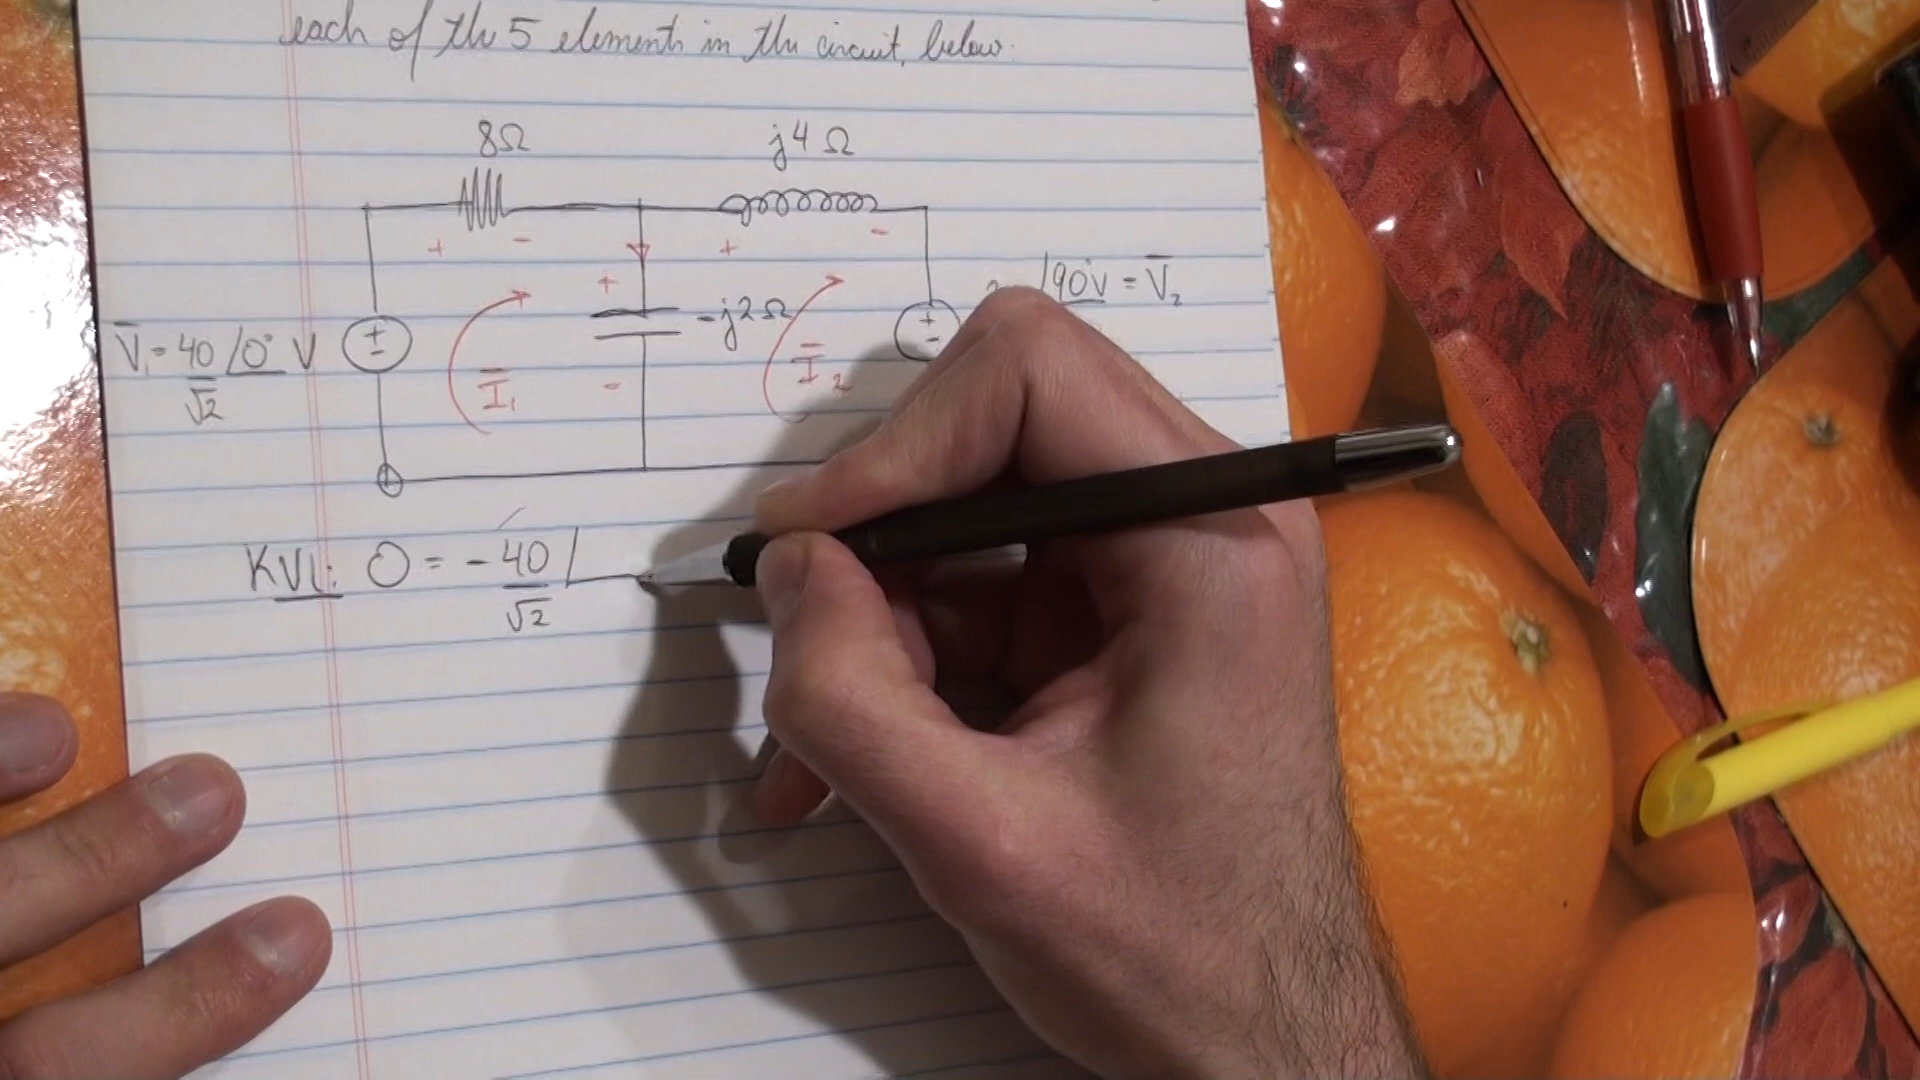 each of the 5 elements in the circuit, below.
8Ω
j4 Ω
+ - + -
+
-j2Ω
/90°V = V̄₂
V̄₁ = 40/√2 /0° V
+
-
Ī₁
-
Ī₂
+
-
KVL: 0 = - 40/√2 /